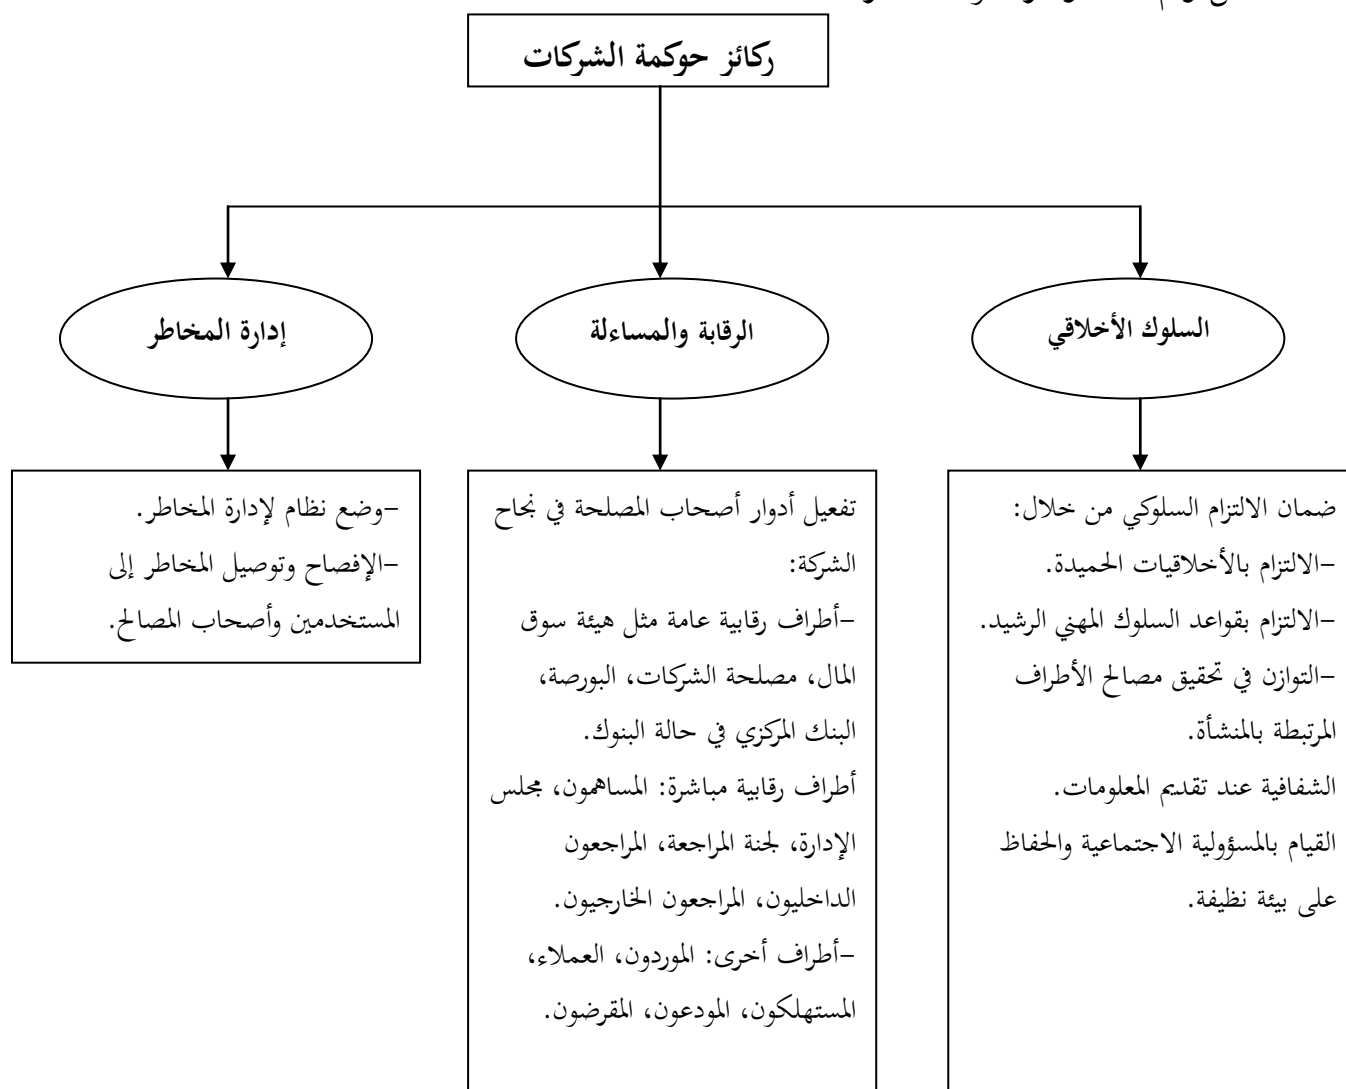 ركائز حوكمة الشركات
السلوك الأخلاقي
الرقابة والمساءلة
إدارة المخاطر
ضمان الالتزام السلوكي من خلال:
-الالتزام بالأخلاقيات الحميدة.
-الالتزام بقواعد السلوك المهني الرشيد.
-التوازن في تحقيق مصالح الأطراف
المرتبطة بالمنشأة.
الشفافية عند تقديم المعلومات.
القيام بالمسؤولية الاجتماعية والحفاظ
على بيئة نظيفة.
تفعيل أدوار أصحاب المصلحة في نجاح
الشركة:
-أطراف رقابية عامة مثل هيئة سوق
المال، مصلحة الشركات، البورصة،
البنك المركزي في حالة البنوك.
أطراف رقابية مباشرة: المساهمون، مجلس
الإدارة، لجنة المراجعة، المراجعون
الداخليون، المراجعون الخارجيون.
-أطراف أخرى: الموردون، العملاء،
المستهلكون، المودعون، المقرضون.
-وضع نظام لإدارة المخاطر.
-الإفصاح وتوصيل المخاطر إلى
المستخدمين وأصحاب المصالح.